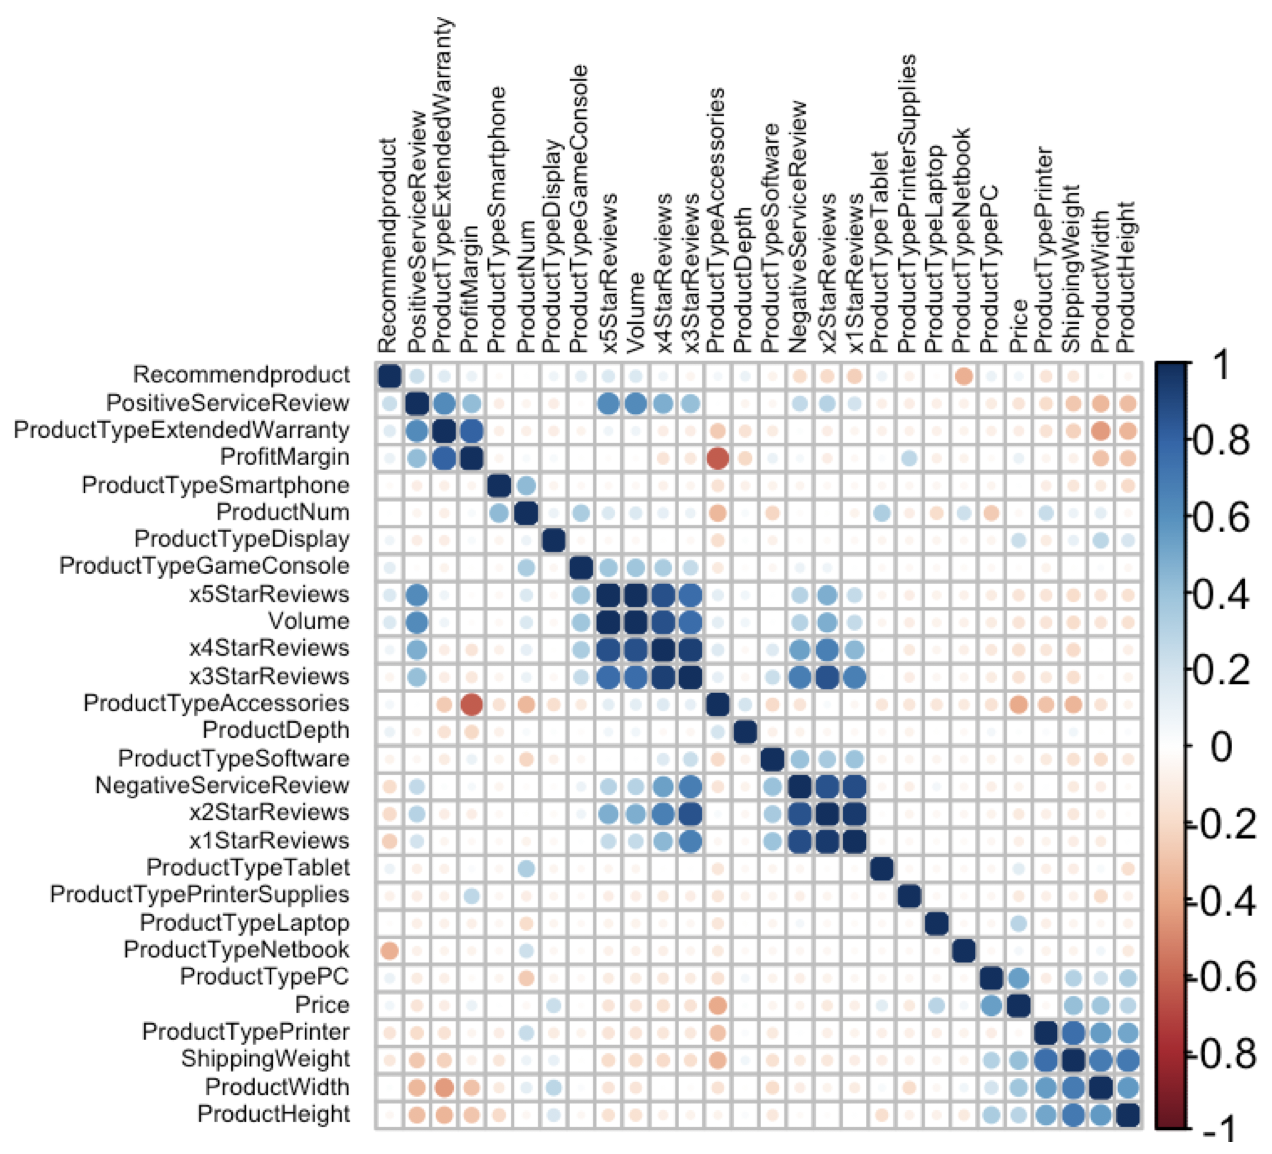 Recommendproduct
PositiveServiceReview
ProductTypeExtendedWarranty
ProfitMargin
ProductTypeSmartphone
ProductNum
ProductTypeDisplay
ProductTypeGameConsole
x5StarReviews
Volume
x4StarReviews
x3StarReviews
ProductTypeAccessories
ProductDepth
ProductTypeSoftware
NegativeServiceReview
x2StarReviews
x1StarReviews
ProductTypeTablet
ProductTypePrinterSupplies
ProductTypeLaptop
ProductTypeNetbook
ProductTypePC
Price
ProductTypePrinter
ShippingWeight
ProductWidth
ProductHeight
Recommendproduct
PositiveServiceReview
ProductTypeExtendedWarranty
ProfitMargin
ProductTypeSmartphone
ProductNum
ProductTypeDisplay
ProductTypeGameConsole
x5StarReviews
Volume
x4StarReviews
x3StarReviews
ProductTypeAccessories
ProductDepth
ProductTypeSoftware
NegativeServiceReview
x2StarReviews
x1StarReviews
ProductTypeTablet
ProductTypePrinterSupplies
ProductTypeLaptop
ProductTypeNetbook
ProductTypePC
Price
ProductTypePrinter
ShippingWeight
ProductWidth
ProductHeight
1
0.8
0.6
0.4
0.2
0
-0.2
-0.4
-0.6
-0.8
-1